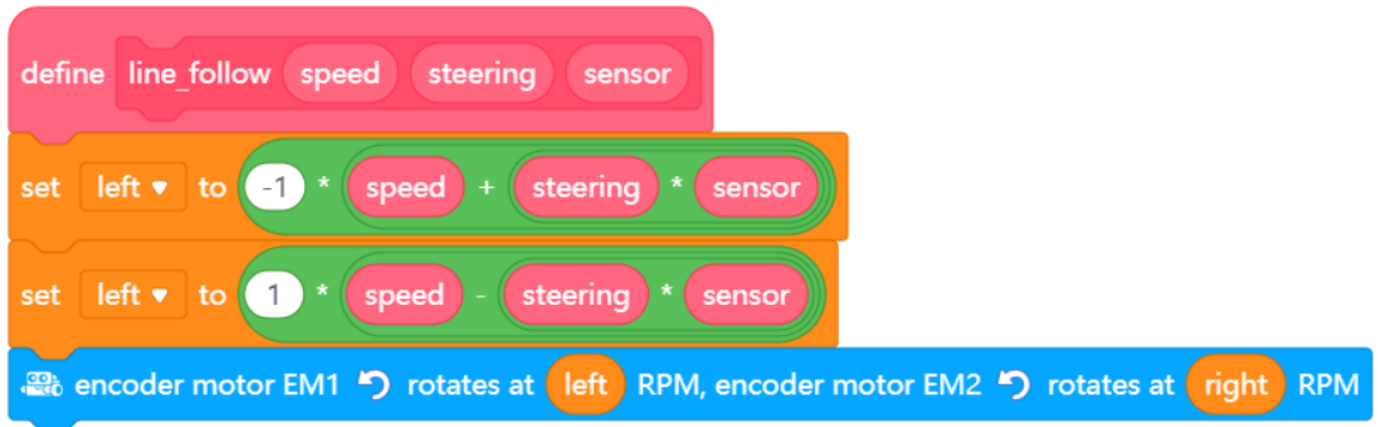 define line_follow speed steering sensor
set left to -1 * speed + steering * sensor
set left to 1 * speed - steering * sensor
encoder motor EM1 rotates at left RPM, encoder motor EM2 rotates at right RPM